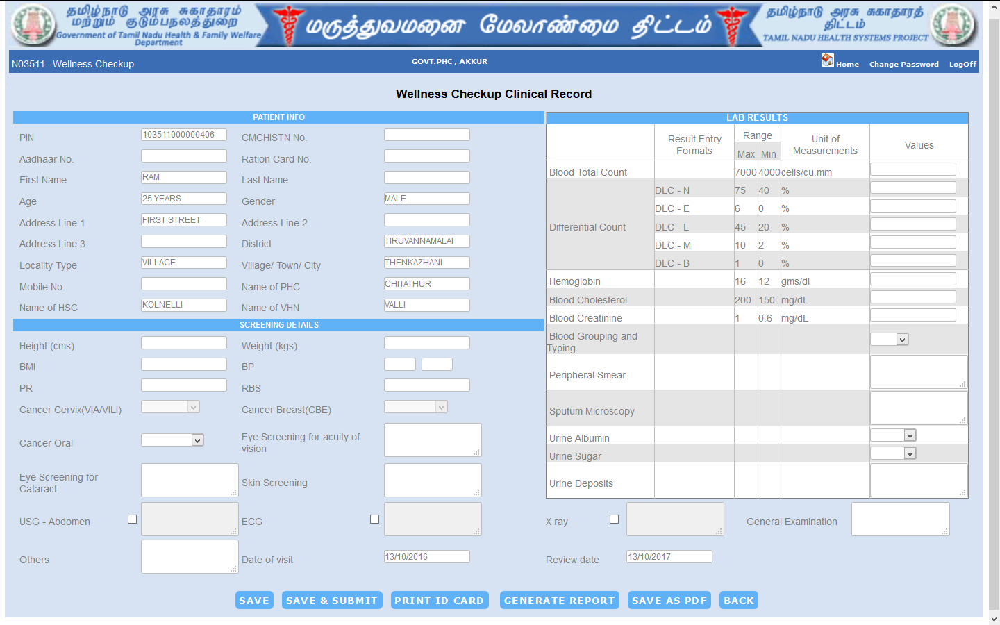 தமிழ்நாடு அரசு சுகாதாரம்
மற்றும் குடும்பநலத்துறை
Government of Tamil Nadu Health & Family Welfare
Department
மருத்துவமனை மேலாண்மை திட்டம்
தமிழ்நாடு அரசு சுகாதாரத்
திட்டம்
TAMIL NADU HEALTH SYSTEMS PROJECT
N03511 - Wellness Checkup
GOVT.PHC , AKKUR
Home Change Password LogOff
Wellness Checkup Clinical Record
PATIENT INFO
PIN 103511000000406 CMCHISTN No.
Aadhaar No. Ration Card No.
First Name RAM Last Name
Age 25 YEARS Gender MALE
Address Line 1 FIRST STREET Address Line 2
Address Line 3 District TIRUVANNAMALAI
Locality Type VILLAGE Village/ Town/ City THENKAZHANI
Mobile No. Name of PHC CHITATHUR
Name of HSC KOLNELLI Name of VHN VALLI
SCREENING DETAILS
Height (cms) Weight (kgs)
BMI BP
PR RBS
Cancer Cervix(VIA/VILI) Cancer Breast(CBE)
Cancer Oral Eye Screening for acuity of
vision
Eye Screening for
Cataract
Skin Screening
LAB RESULTS
Result Entry
Formats
Range
Max Min
Unit of
Measurements
Values
Blood Total Count 7000 4000 cells/cu.mm
Differential Count
DLC - N 75 40 %
DLC - E 6 0 %
DLC - L 45 20 %
DLC - M 10 2 %
DLC - B 1 0 %
Hemoglobin 16 12 gms/dl
Blood Cholesterol 200 150 mg/dL
Blood Creatinine 1 0.6 mg/dL
Blood Grouping and
Typing
Peripheral Smear
Sputum Microscopy
Urine Albumin
Urine Sugar
Urine Deposits
USG - Abdomen ECG X ray General Examination
Others Date of visit 13/10/2016 Review date 13/10/2017
SAVE SAVE & SUBMIT PRINT ID CARD GENERATE REPORT SAVE AS PDF BACK